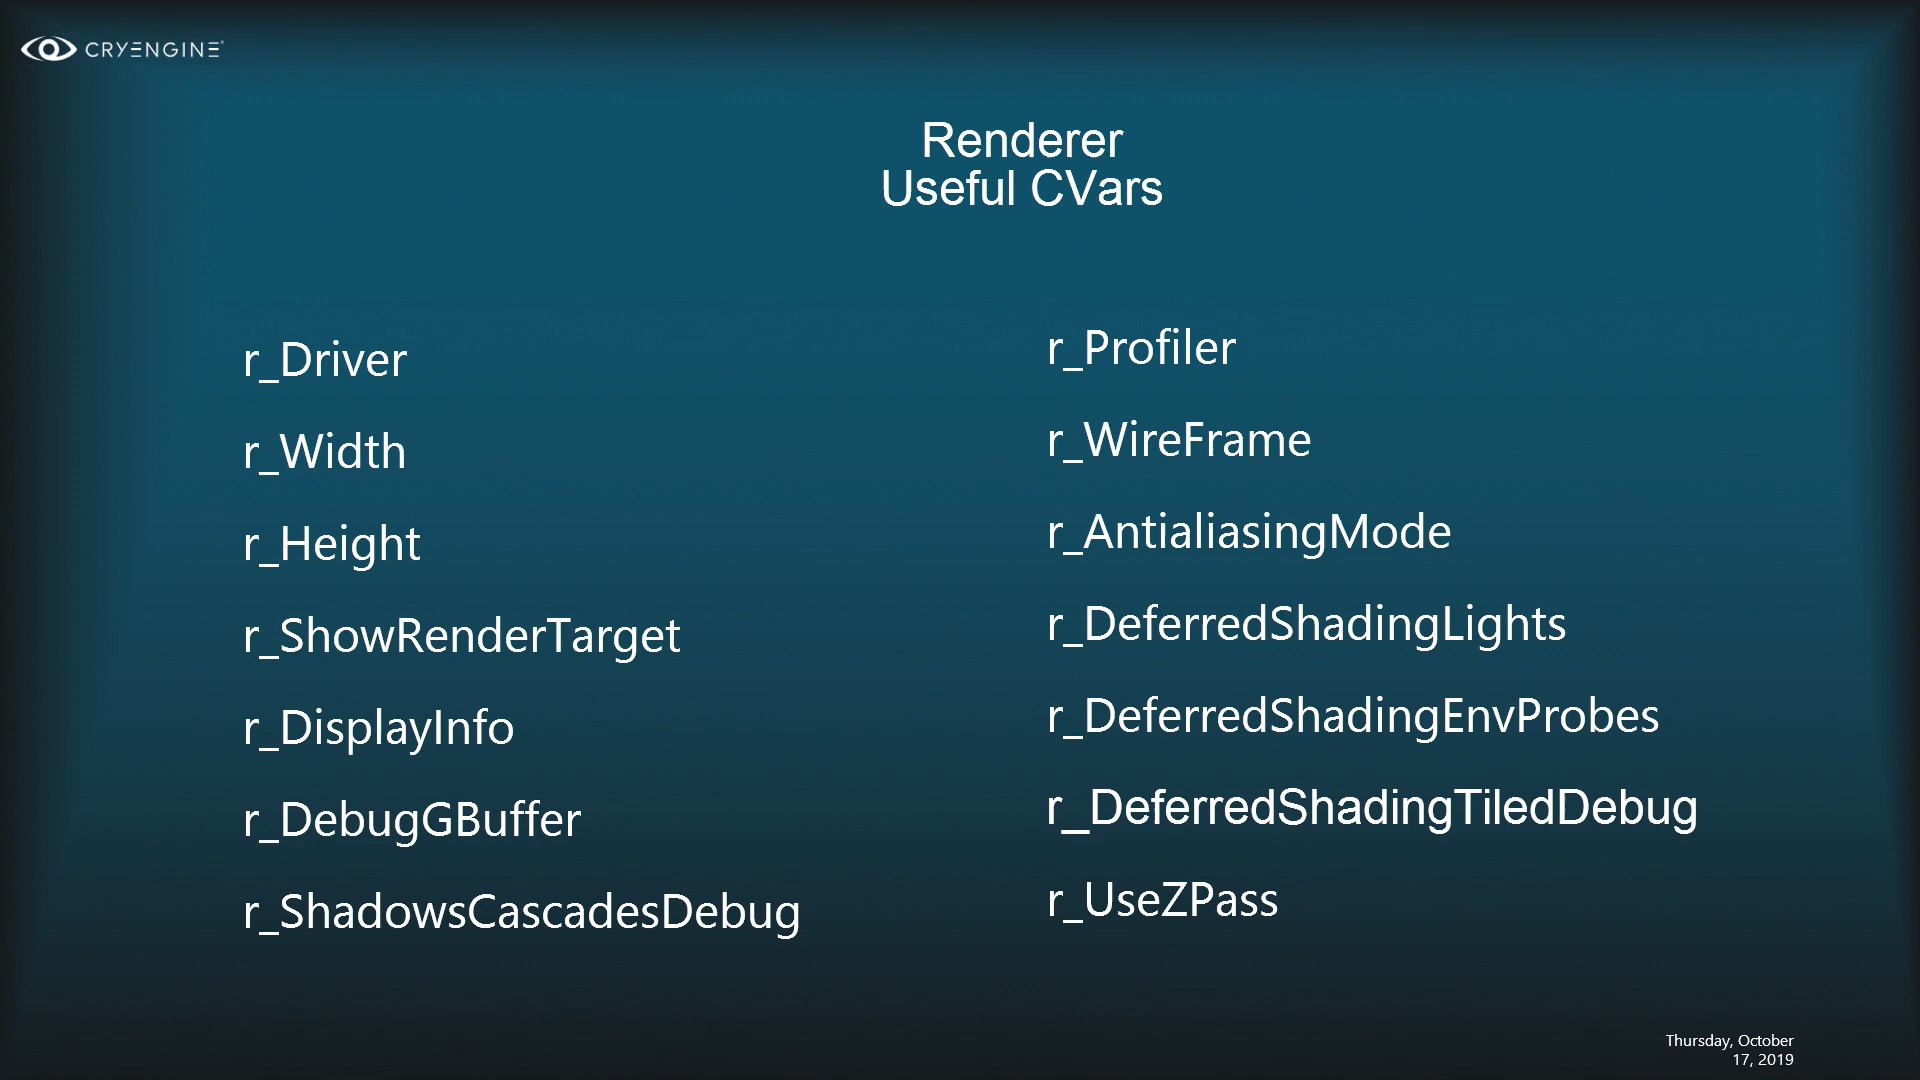 CRYENGINE
Renderer
Useful CVars
r_Driver
r_Width
r_Height
r_ShowRenderTarget
r_DisplayInfo
r_DebugGBuffer
r_ShadowsCascadesDebug
r_Profiler
r_WireFrame
r_AntialiasingMode
r_DeferredShadingLights
r_DeferredShadingEnvProbes
r_DeferredShadingTiledDebug
r_UseZPass
Thursday, October
17, 2019